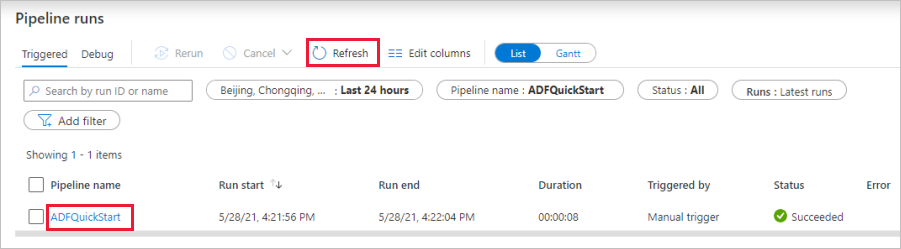 Pipeline runs
Triggered Debug Rerun Cancel Refresh Edit columns List Gantt
Search by run ID or name Beijing, Chongqing, ... : Last 24 hours Pipeline name : ADFQuickStart Status : All Runs : Latest runs
Add filter
Showing 1 - 1 items
Pipeline name Run start Run end Duration Triggered by Status Error
ADFQuickStart 5/28/21, 4:21:56 PM 5/28/21, 4:22:04 PM 00:00:08 Manual trigger Succeeded